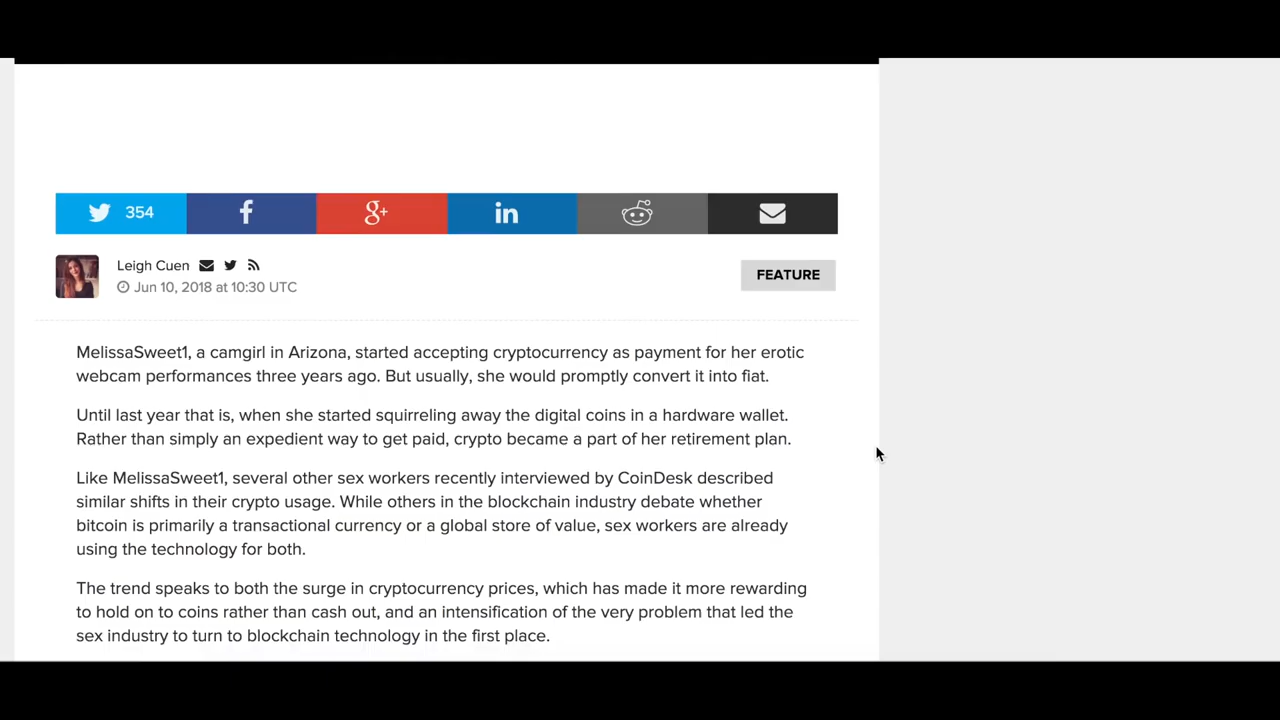 354
Leigh Cuen
Jun 10, 2018 at 10:30 UTC
FEATURE
MelissaSweet1, a camgirl in Arizona, started accepting cryptocurrency as payment for her erotic
webcam performances three years ago. But usually, she would promptly convert it into fiat.
Until last year that is, when she started squirreling away the digital coins in a hardware wallet.
Rather than simply an expedient way to get paid, crypto became a part of her retirement plan.
Like MelissaSweet1, several other sex workers recently interviewed by CoinDesk described
similar shifts in their crypto usage. While others in the blockchain industry debate whether
bitcoin is primarily a transactional currency or a global store of value, sex workers are already
using the technology for both.
The trend speaks to both the surge in cryptocurrency prices, which has made it more rewarding
to hold on to coins rather than cash out, and an intensification of the very problem that led the
sex industry to turn to blockchain technology in the first place.